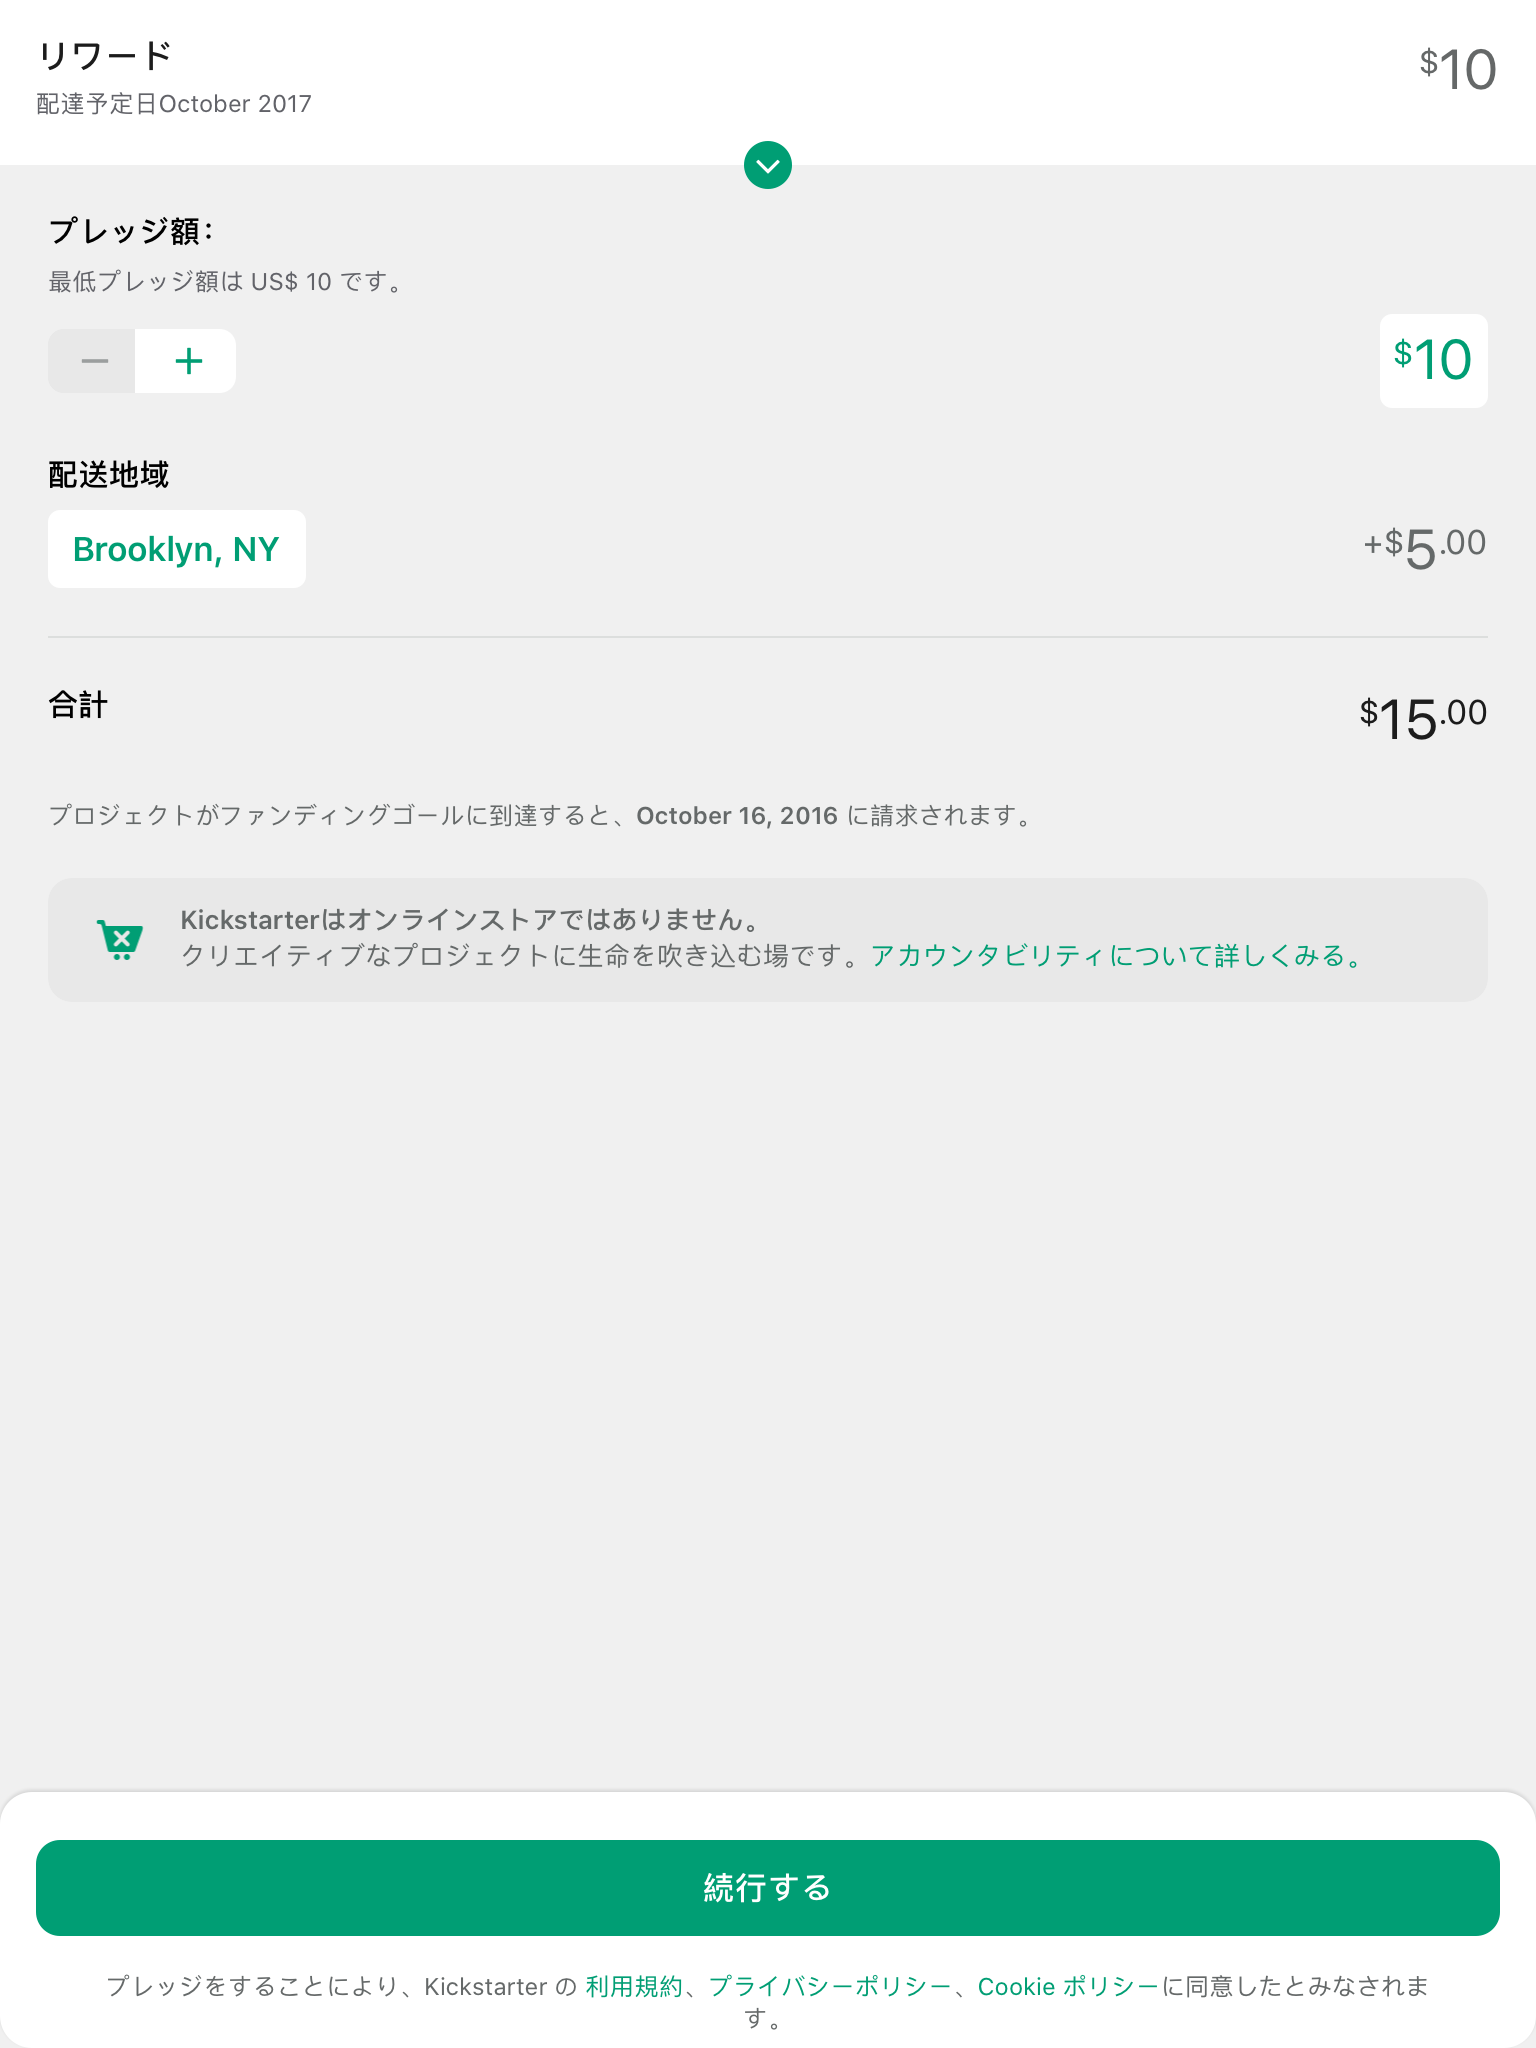 リワード
$10
配達予定日October 2017
プレッジ額：
最低プレッジ額は US$ 10 です。
$10
配送地域
Brooklyn, NY
+$5.00
合計
$15.00
プロジェクトがファンディングゴールに到達すると、October 16, 2016 に請求されます。
Kickstarterはオンラインストアではありません。
クリエイティブなプロジェクトに生命を吹き込む場です。アカウンタビリティについて詳しくみる。
続行する
プレッジをすることにより、Kickstarter の 利用規約、プライバシーポリシー、Cookie ポリシーに同意したとみなされま
す。